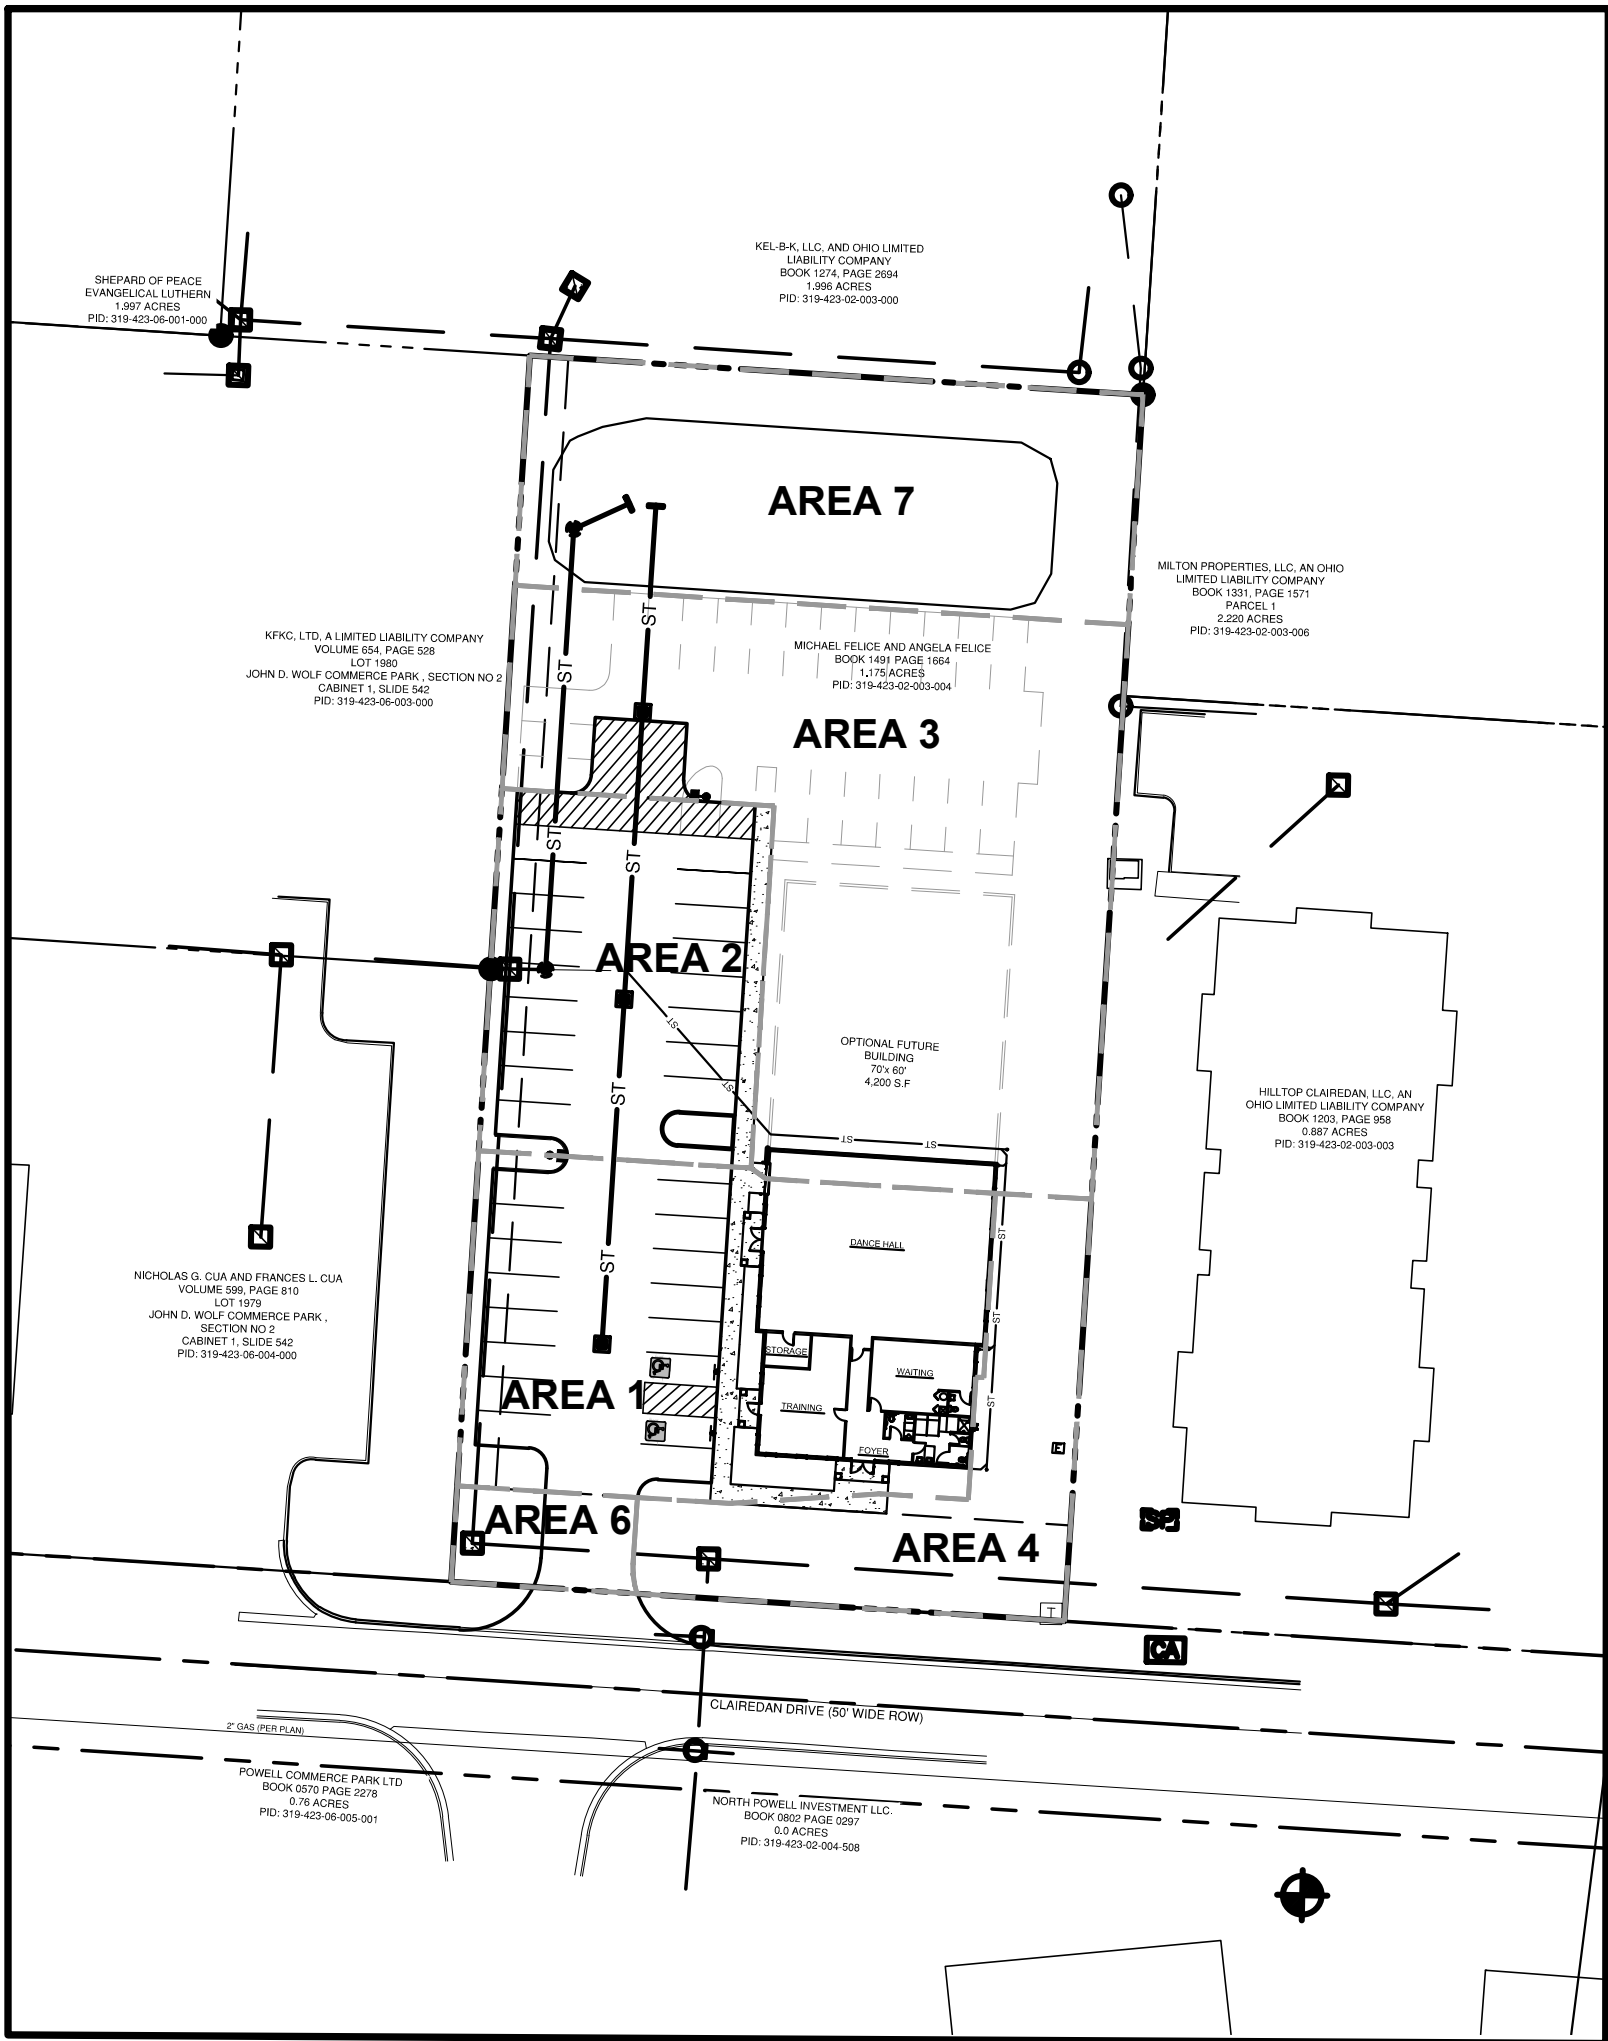 KEL-B-K, LLC, AND OHIO LIMITED
LIABILITY COMPANY
BOOK 1274, PAGE 2694
1.996 ACRES
PID: 319-423-02-003-000
SHEPARD OF PEACE
EVANGELICAL LUTHERN
1.997 ACRES
PID: 319-423-06-001-000
AREA 7
MILTON PROPERTIES, LLC, AN OHIO
LIMITED LIABILITY COMPANY
BOOK 1331, PAGE 1571
PARCEL 1
2.220 ACRES
PID: 319-423-02-003-006
ST
KFKC, LTD, A LIMITED LIABILITY COMPANY
VOLUME 654, PAGE 528
LOT 1980
JOHN D. WOLF COMMERCE PARK , SECTION NO 2
CABINET 1, SLIDE 542
PID: 319-423-06-003-000
MICHAEL FELICE AND ANGELA FELICE
BOOK 1491 PAGE 1664
1.175 ACRES
PID: 319-423-02-003-004
ST
AREA 3
ST
ST
AREA 2
ST
OPTIONAL FUTURE
BUILDING
70'x 60'
4,200 S.F
ST
ST
HILLTOP CLAIREDAN, LLC, AN
OHIO LIMITED LIABILITY COMPANY
BOOK 1203, PAGE 958
0.887 ACRES
PID: 319-423-02-003-003
ST
ST
DANCE HALL
ST
ST
NICHOLAS G. CUA AND FRANCES L. CUA
VOLUME 599, PAGE 810
LOT 1979
JOHN D. WOLF COMMERCE PARK ,
SECTION NO 2
CABINET 1, SLIDE 542
PID: 319-423-06-004-000
ST
STORAGE
WAITING
AREA 1
TRAINING
ST
FOYER
E
AREA 6
SP
AREA 4
T
CA
CLAIREDAN DRIVE (50' WIDE ROW)
2" GAS (PER PLAN)
POWELL COMMERCE PARK LTD
BOOK 0570 PAGE 2278
0.76 ACRES
PID: 319-423-06-005-001
NORTH POWELL INVESTMENT LLC.
BOOK 0802 PAGE 0297
0.0 ACRES
PID: 319-423-02-004-508